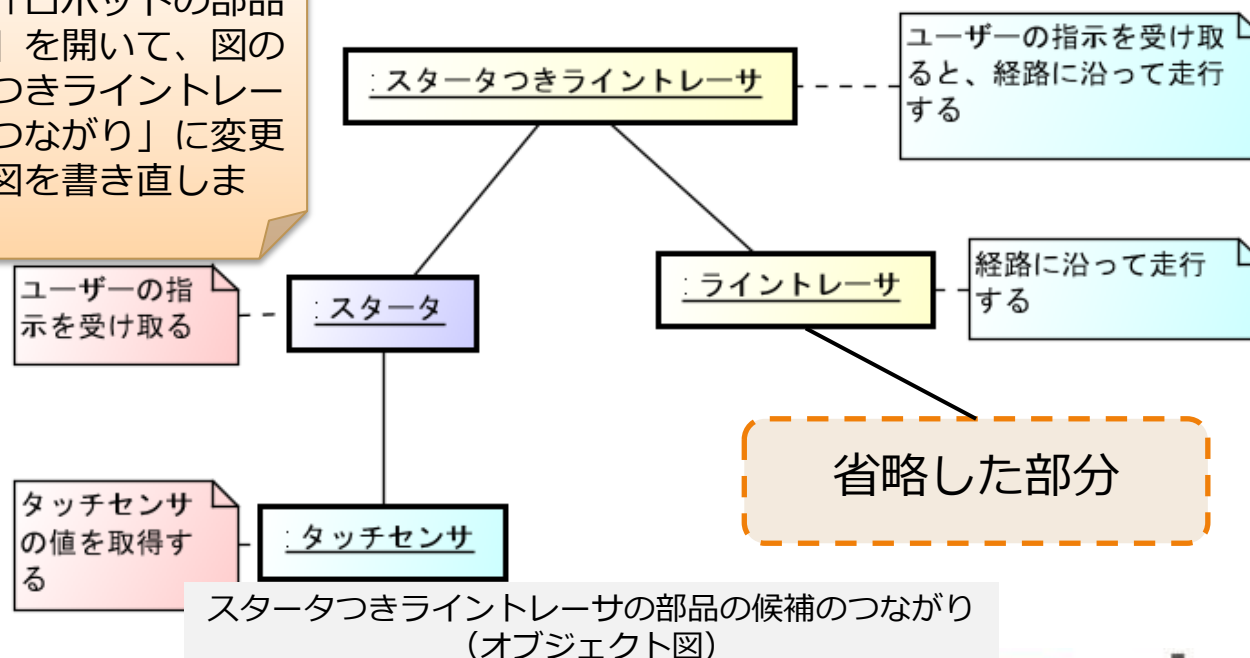 「ロボットの部品
」を開いて、図の
つきライントレー
つながり」に変更
図を書き直しま
：スタータつきライントレーサ
ユーザーの指示を受け取
ると、経路に沿って走行
する
ユーザーの指
示を受け取る
：スタータ
：ライントレーサ
経路に沿って走行
する
省略した部分
タッチセンサ
の値を取得す
る
：タッチセンサ
スタータつきライントレーサの部品の候補のつながり
（オブジェクト図）